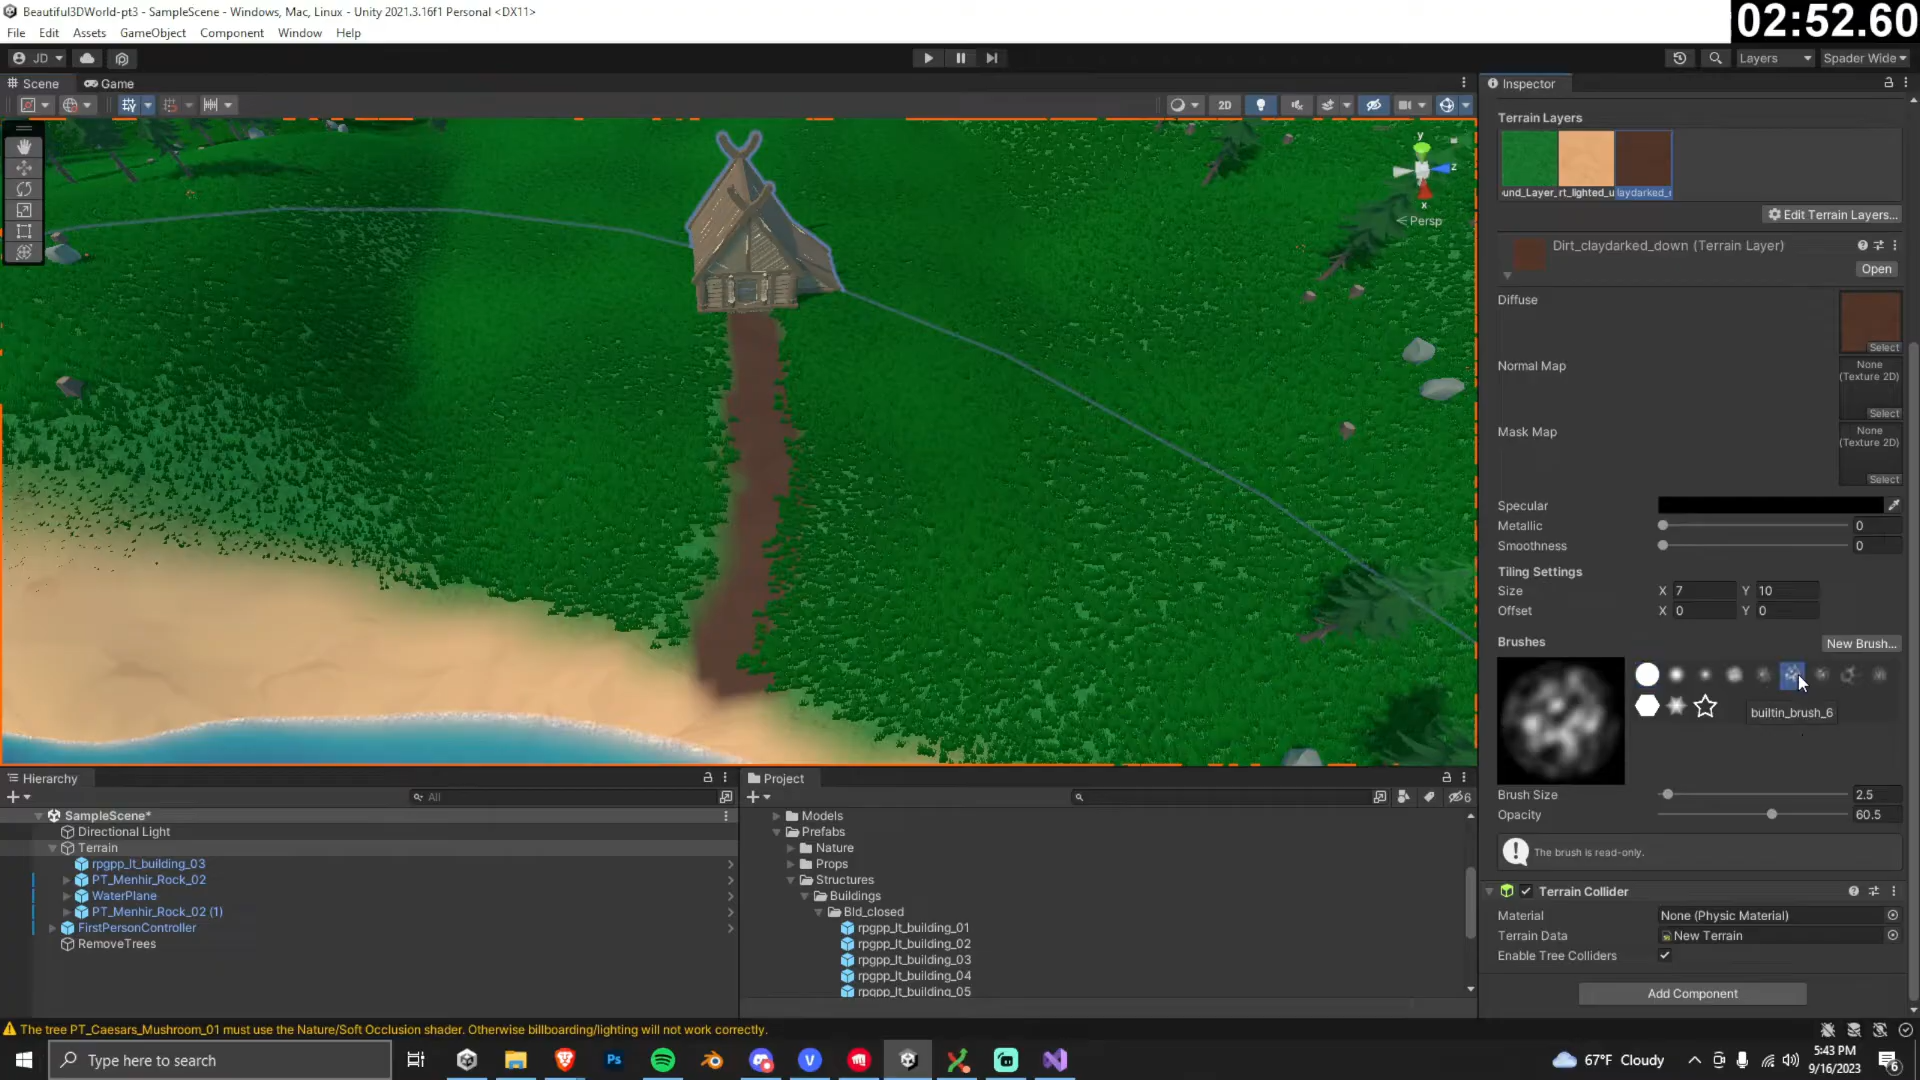 Beautiful3DWorld-pt3 - SampleScene - Windows, Mac, Linux - Unity 2021.3.16f1 Personal <DX11>
02:52.60
File Edit Assets GameObject Component Window Help
JD
Layers
Spader Wide
Scene
Game
2D
y
z
x
Persp
Inspector
Terrain Layers
und_Layer_
rt_lighted_u
laydarked_
Edit Terrain Layers...
Dirt_claydarked_down (Terrain Layer)
Open
Diffuse
Select
Normal Map
None
(Texture 2D)
Select
Mask Map
None
(Texture 2D)
Select
Specular
Metallic 0
Smoothness 0
Tiling Settings
Size X 7 Y 10
Offset X 0 Y 0
Brushes
New Brush...
builtin_brush_6
Brush Size 2.5
Opacity 60.5
The brush is read-only.
Terrain Collider
Material None (Physic Material)
Terrain Data New Terrain
Enable Tree Colliders
Add Component
Hierarchy
All
SampleScene*
Directional Light
Terrain
rpgpp_lt_building_03
PT_Menhir_Rock_02
WaterPlane
PT_Menhir_Rock_02 (1)
FirstPersonController
RemoveTrees
Project
6
Models
Prefabs
Nature
Props
Structures
Buildings
Bld_closed
rpgpp_lt_building_01
rpgpp_lt_building_02
rpgpp_lt_building_03
rpgpp_lt_building_04
rpgpp_lt_building_05
The tree PT_Caesars_Mushroom_01 must use the Nature/Soft Occlusion shader. Otherwise billboarding/lighting will not work correctly.
Type here to search
Ps
V
67°F Cloudy
5:43 PM
9/16/2023
6